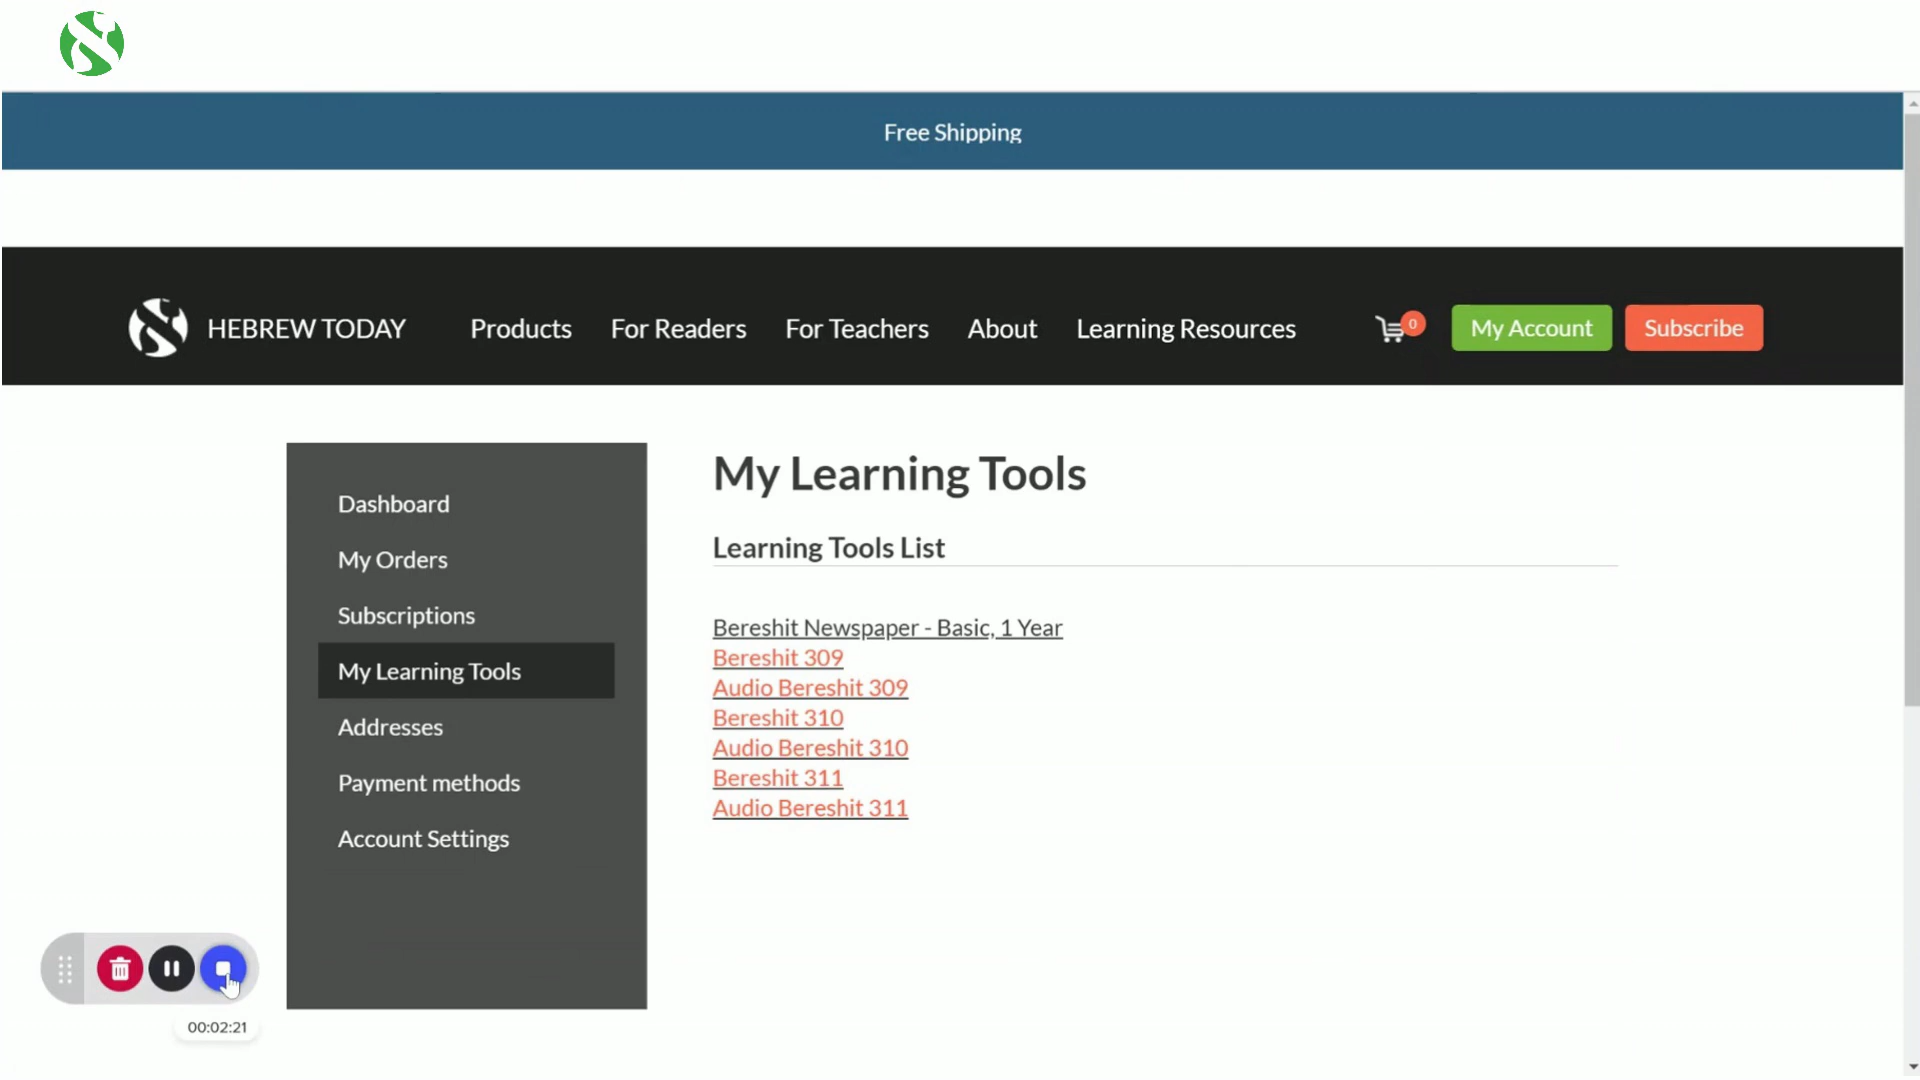 Free Shipping
HEBREW TODAY
Products
For Readers
For Teachers
About
Learning Resources
0
My Account
Subscribe
Dashboard
My Orders
Subscriptions
My Learning Tools
Addresses
Payment methods
Account Settings
My Learning Tools
Learning Tools List
Bereshit Newspaper - Basic, 1 Year
Bereshit 309
Audio Bereshit 309
Bereshit 310
Audio Bereshit 310
Bereshit 311
Audio Bereshit 311
00:02:21